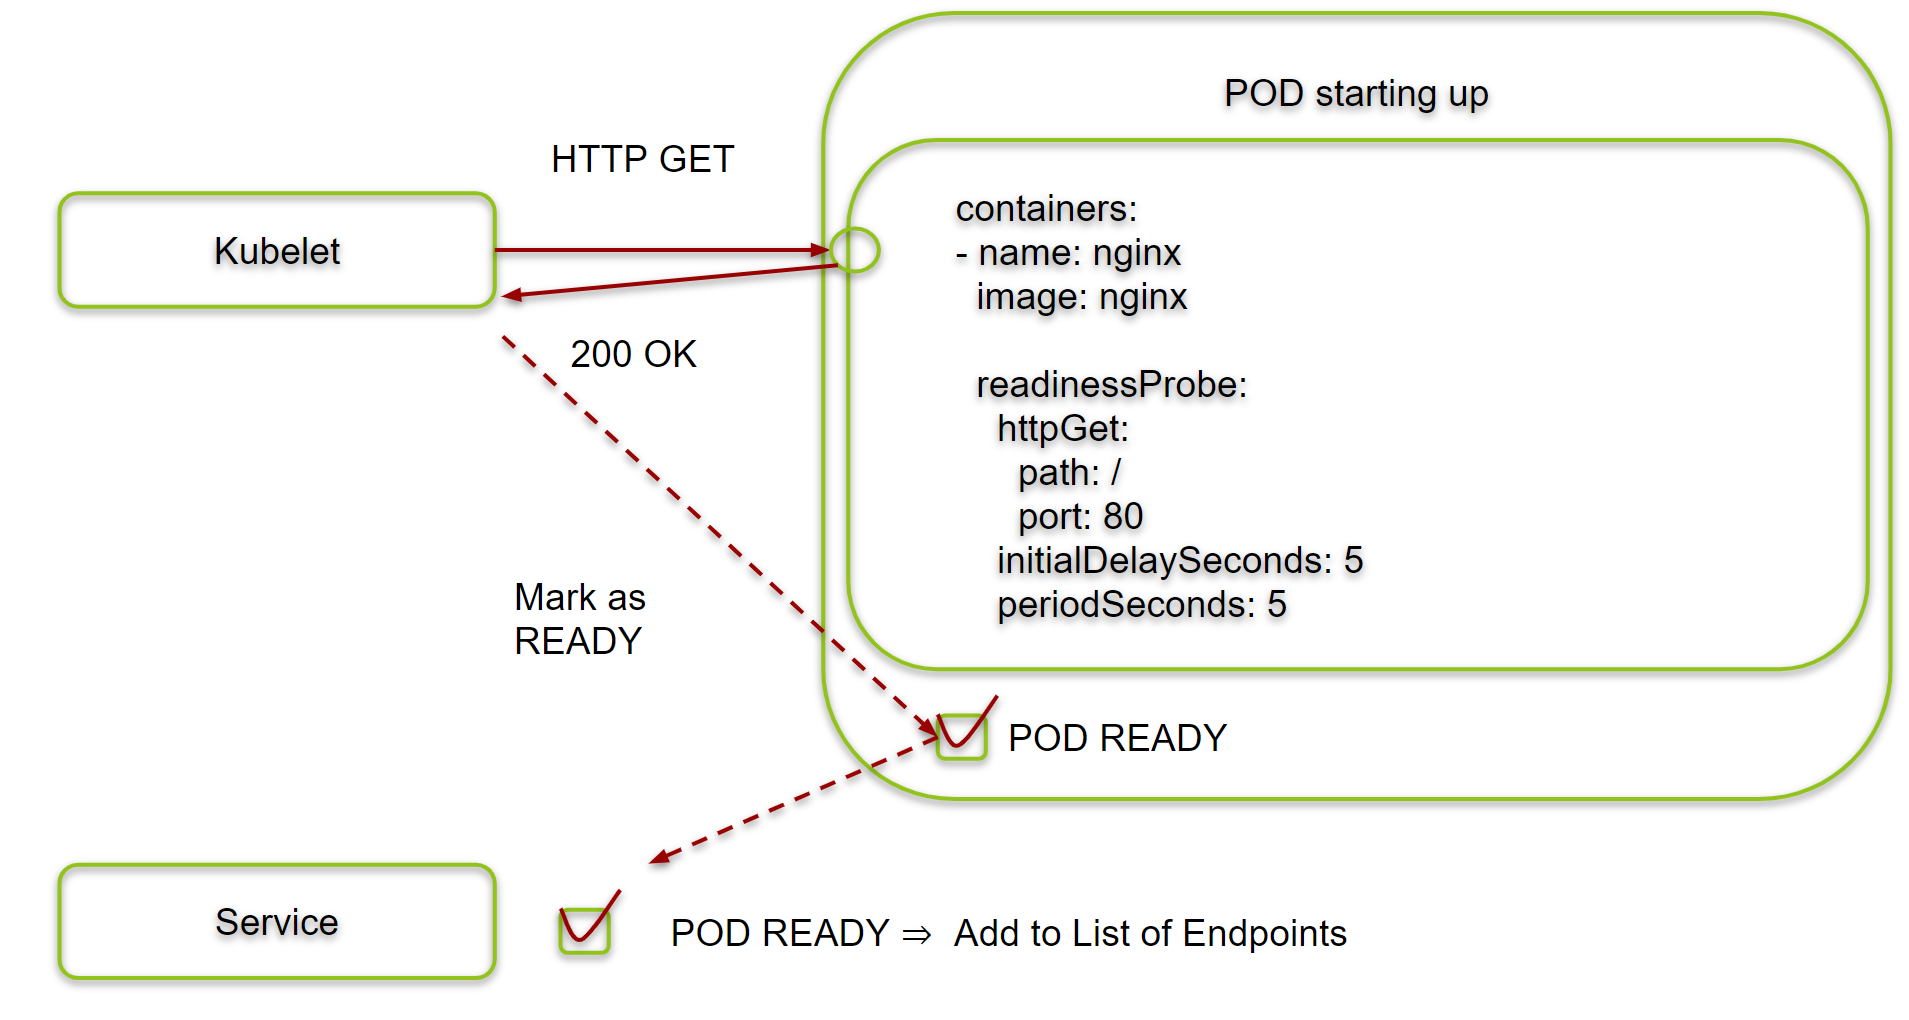 POD starting up
HTTP GET
Kubelet
containers:
- name: nginx
image: nginx
200 OK
readinessProbe:
httpGet:
path: /
port: 80
initialDelaySeconds: 5
periodSeconds: 5
Mark as
READY
POD READY
Service
POD READY ⇒ Add to List of Endpoints